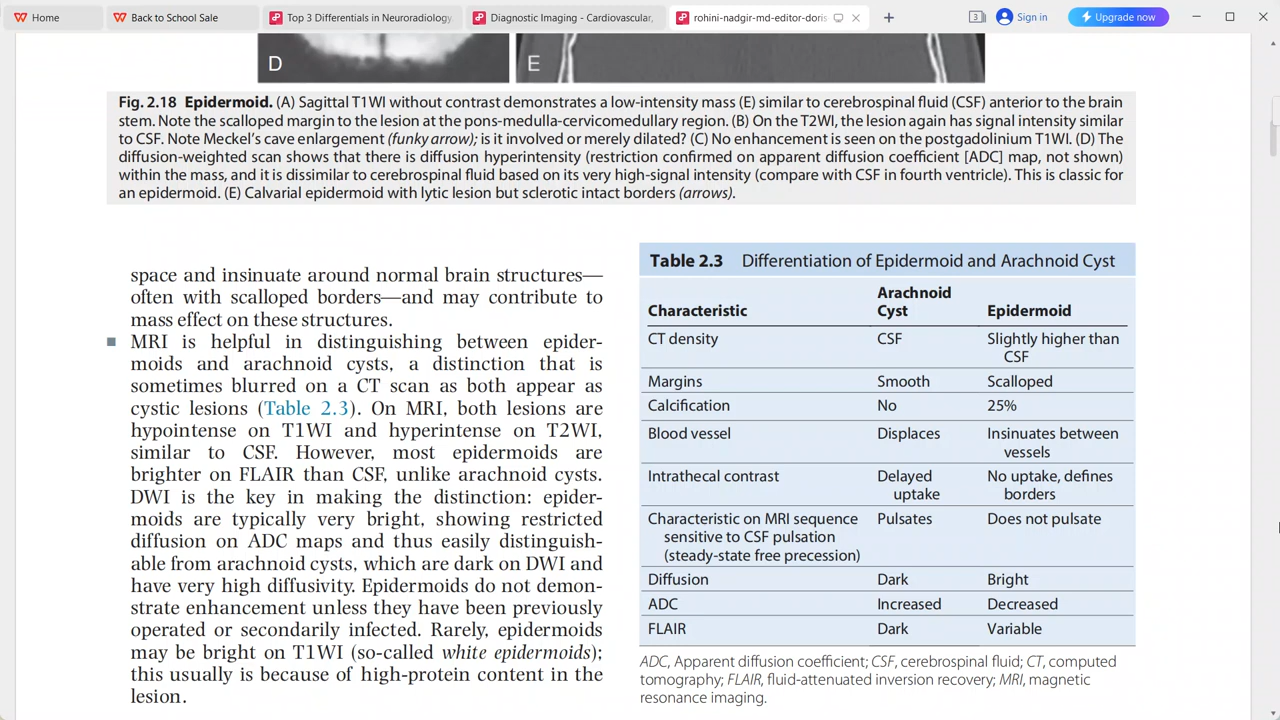 Home
Back to School Sale
Top 3 Differentials in Neuroradiology
Diagnostic Imaging - Cardiovascular,
rohini-nadgir-md-editor-doris
3
Sign in
Upgrade now
D
E
Fig. 2.18 Epidermoid. (A) Sagittal T1WI without contrast demonstrates a low-intensity mass (E) similar to cerebrospinal fluid (CSF) anterior to the brain
stem. Note the scalloped margin to the lesion at the pons-medulla-cervicomedullary region. (B) On the T2WI, the lesion again has signal intensity similar
to CSF. Note Meckel's cave enlargement (funky arrow); is it involved or merely dilated? (C) No enhancement is seen on the postgadolinium T1WI. (D) The
diffusion-weighted scan shows that there is diffusion hyperintensity (restriction confirmed on apparent diffusion coefficient [ADC] map, not shown)
within the mass, and it is dissimilar to cerebrospinal fluid based on its very high-signal intensity (compare with CSF in fourth ventricle). This is classic for
an epidermoid. (E) Calvarial epidermoid with lytic lesion but sclerotic intact borders (arrows).
space and insinuate around normal brain structures—
often with scalloped borders—and may contribute to
mass effect on these structures.
■ MRI is helpful in distinguishing between epider-
moids and arachnoid cysts, a distinction that is
sometimes blurred on a CT scan as both appear as
cystic lesions (Table 2.3). On MRI, both lesions are
hypointense on T1WI and hyperintense on T2WI,
similar to CSF. However, most epidermoids are
brighter on FLAIR than CSF, unlike arachnoid cysts.
DWI is the key in making the distinction: epider-
moids are typically very bright, showing restricted
diffusion on ADC maps and thus easily distinguish-
able from arachnoid cysts, which are dark on DWI and
have very high diffusivity. Epidermoids do not demon-
strate enhancement unless they have been previously
operated or secondarily infected. Rarely, epidermoids
may be bright on T1WI (so-called white epidermoids);
this usually is because of high-protein content in the
lesion.
Table 2.3 Differentiation of Epidermoid and Arachnoid Cyst
Characteristic Arachnoid Cyst Epidermoid
CT density CSF Slightly higher than CSF
Margins Smooth Scalloped
Calcification No 25%
Blood vessel Displaces Insinuates between vessels
Intrathecal contrast Delayed uptake No uptake, defines borders
Characteristic on MRI sequence sensitive to CSF pulsation (steady-state free precession) Pulsates Does not pulsate
Diffusion Dark Bright
ADC Increased Decreased
FLAIR Dark Variable
ADC, Apparent diffusion coefficient; CSF, cerebrospinal fluid; CT, computed
tomography; FLAIR, fluid-attenuated inversion recovery; MRI, magnetic
resonance imaging.